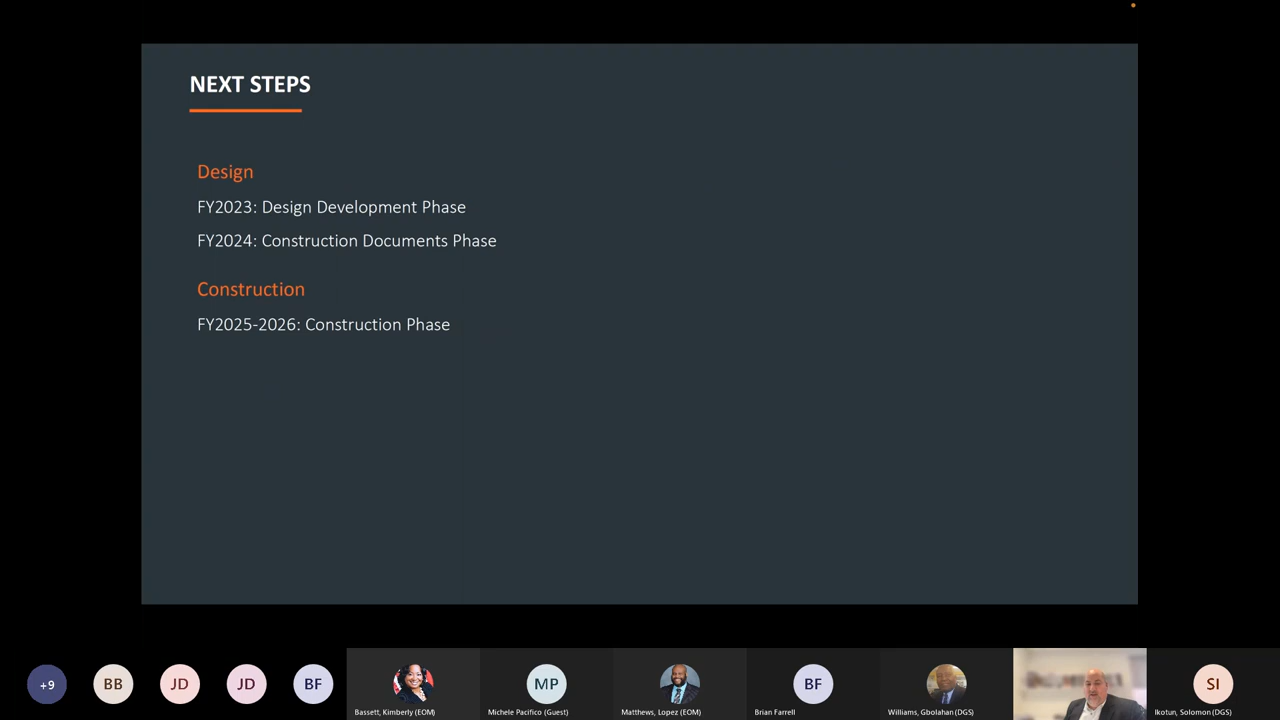 NEXT STEPS
Design
FY2023: Design Development Phase
FY2024: Construction Documents Phase
Construction
FY2025-2026: Construction Phase
+9
BB
JD
JD
BF
MP
BF
SI
Bassett, Kimberly (EOM)
Michele Pacifico (Guest)
Matthews, Lopez (EOM)
Brian Farrell
Williams, Gbolahan (DGS)
Ikotun, Solomon (DGS)